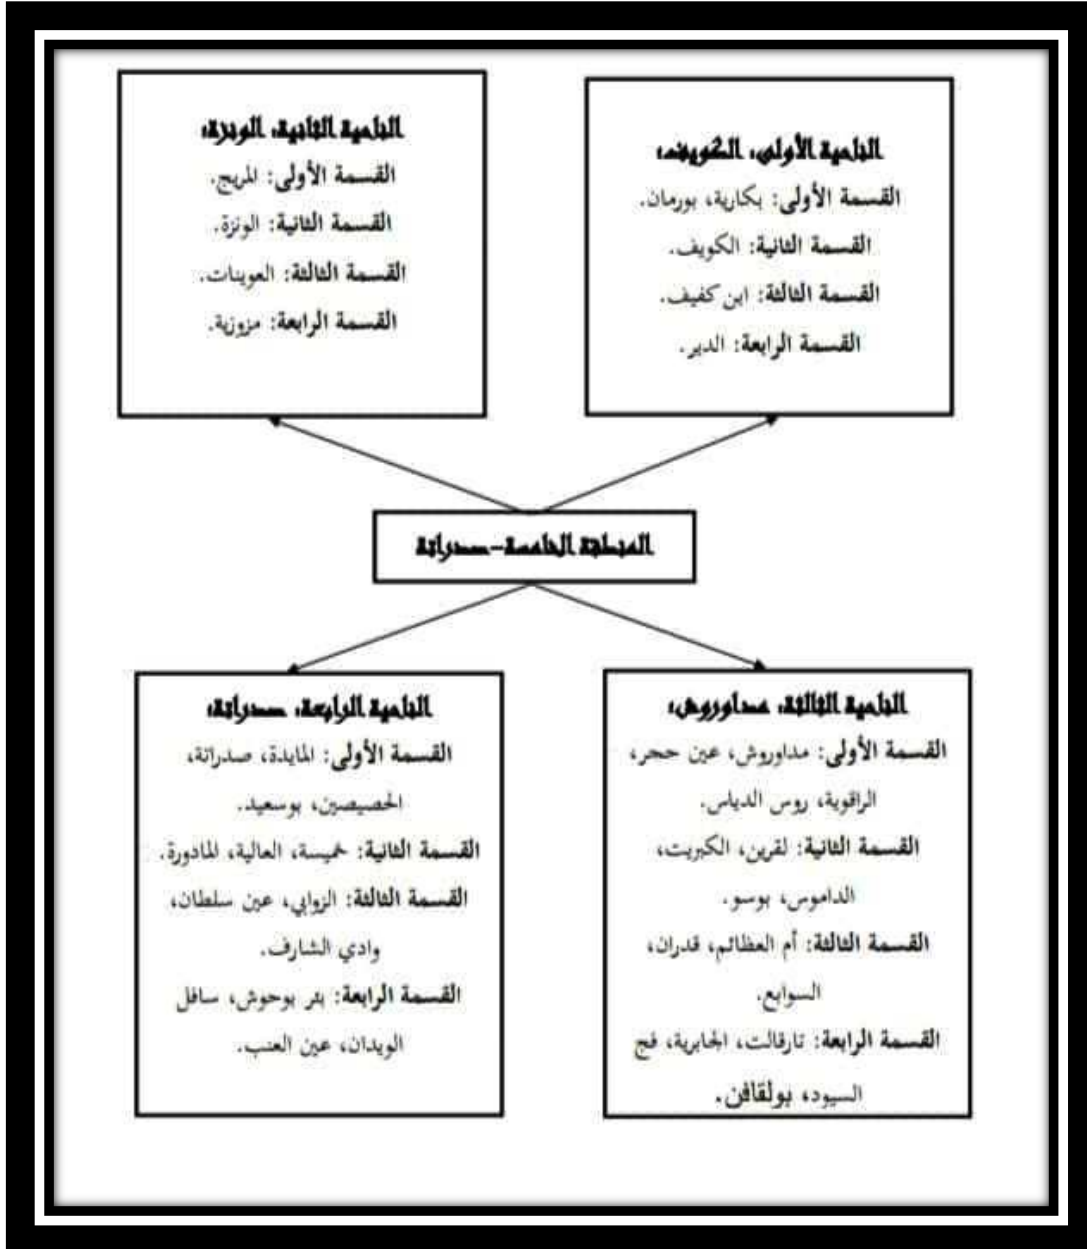 الناحية الأولى، الكويف،
القسمة الأولى: بكارية، بورمان.
القسمة الثانية: الكويف.
القسمة الثالثة: ابن كفيف.
القسمة الرابعة: الدير.
الناحية الثانية، الونزة،
القسمة الأولى: المريج.
القسمة الثانية: الونزة.
القسمة الثالثة: العوينات.
القسمة الرابعة: مزوزية.
المنطقة الخامسة-سدراتة
الناحية الثالثة، مداوروش،
القسمة الأولى: مداوروش، عين حجر،
الراقوبة، روس الدياس.
القسمة الثانية: لقرين، الكبريت،
الداموس، بوسو.
القسمة الثالثة: أم العظائم، قدران،
السوابع.
القسمة الرابعة: تارقالت، الجابرية، فج
السيود، بولقافن.
الناحية الرابعة، سدراتة،
القسمة الأولى: المايدة، صدراتة،
الحصيصين، بوسعيد.
القسمة الثانية: خميسة، العالية، المادورة.
القسمة الثالثة: الزوابي، عين سلطان،
وادي الشارف.
القسمة الرابعة: بئر بوحوش، سافل
الويدان، عين العنب.